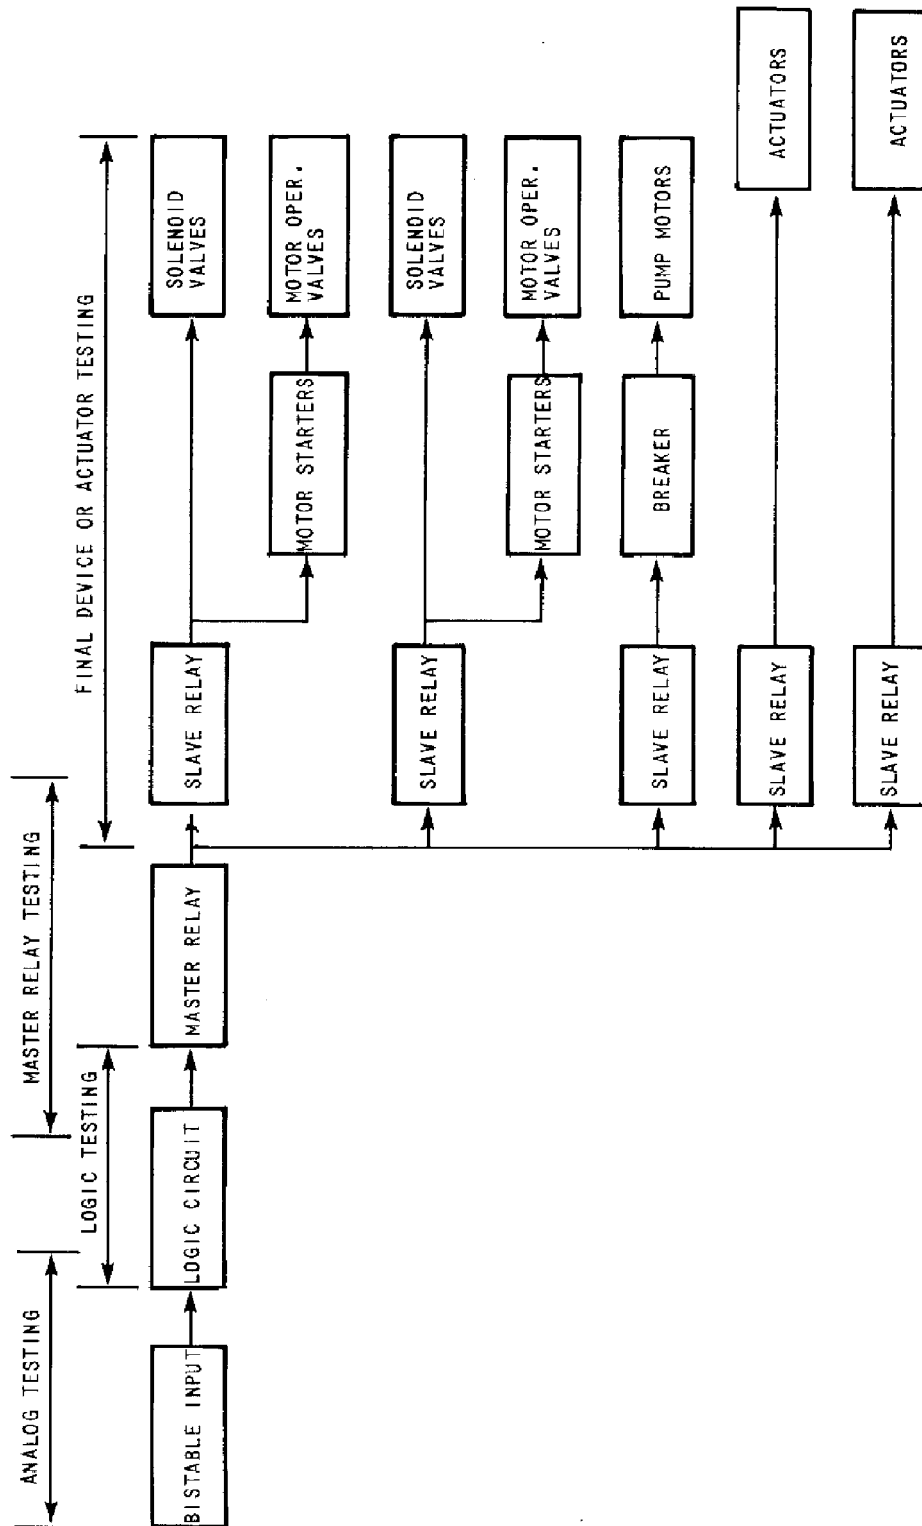 ANALOG TESTING
MASTER RELAY TESTING
LOGIC TESTING
FINAL DEVICE OR ACTUATOR TESTING
BISTABLE INPUT
LOGIC CIRCUIT
MASTER RELAY
SLAVE RELAY
SOLENOID
VALVES
MOTOR STARTERS
MOTOR OPER.
VALVES
SLAVE RELAY
SOLENOID
VALVES
MOTOR STARTERS
MOTOR OPER.
VALVES
SLAVE RELAY
BREAKER
PUMP MOTORS
SLAVE RELAY
ACTUATORS
SLAVE RELAY
ACTUATORS